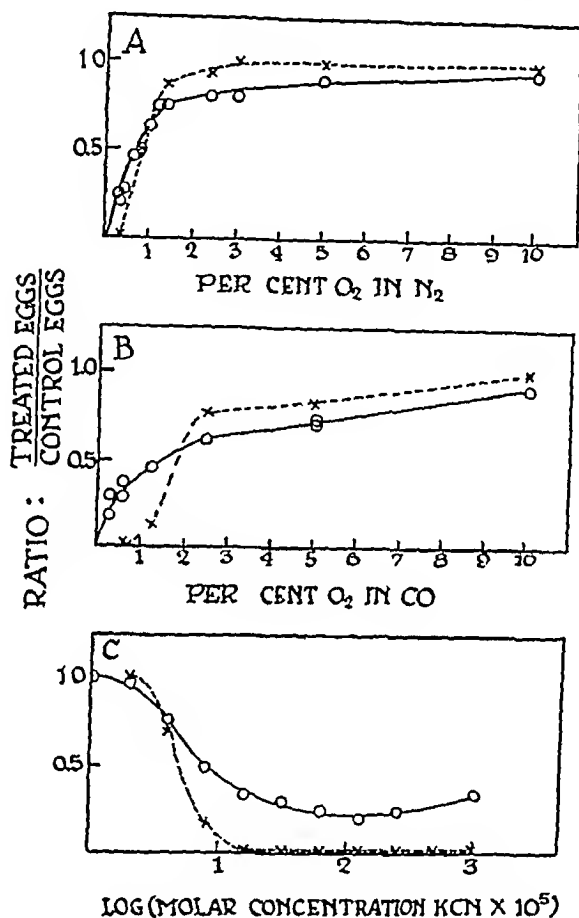 A
1.0
0.5
1 2 3 4 5 6 7 8 9 10
PER CENT O₂ IN N₂
B
1.0
0.5
1 2 3 4 5 6 7 8 9 10
PER CENT O₂ IN CO
RATIO : TREATED EGGS
CONTROL EGGS
C
1.0
0.5
1 2 3
LOG (MOLAR CONCENTRATION KCN X 10⁵)